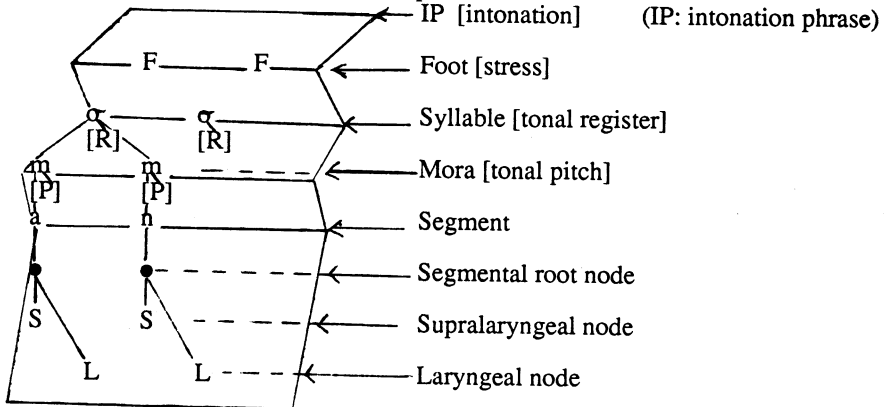 IP [intonation] (IP: intonation phrase)
F F Foot [stress]
σ σ Syllable [tonal register]
[R] [R]
m m Mora [tonal pitch]
[P] [P]
a n Segment
Segmental root node
S S Supralaryngeal node
L L Laryngeal node